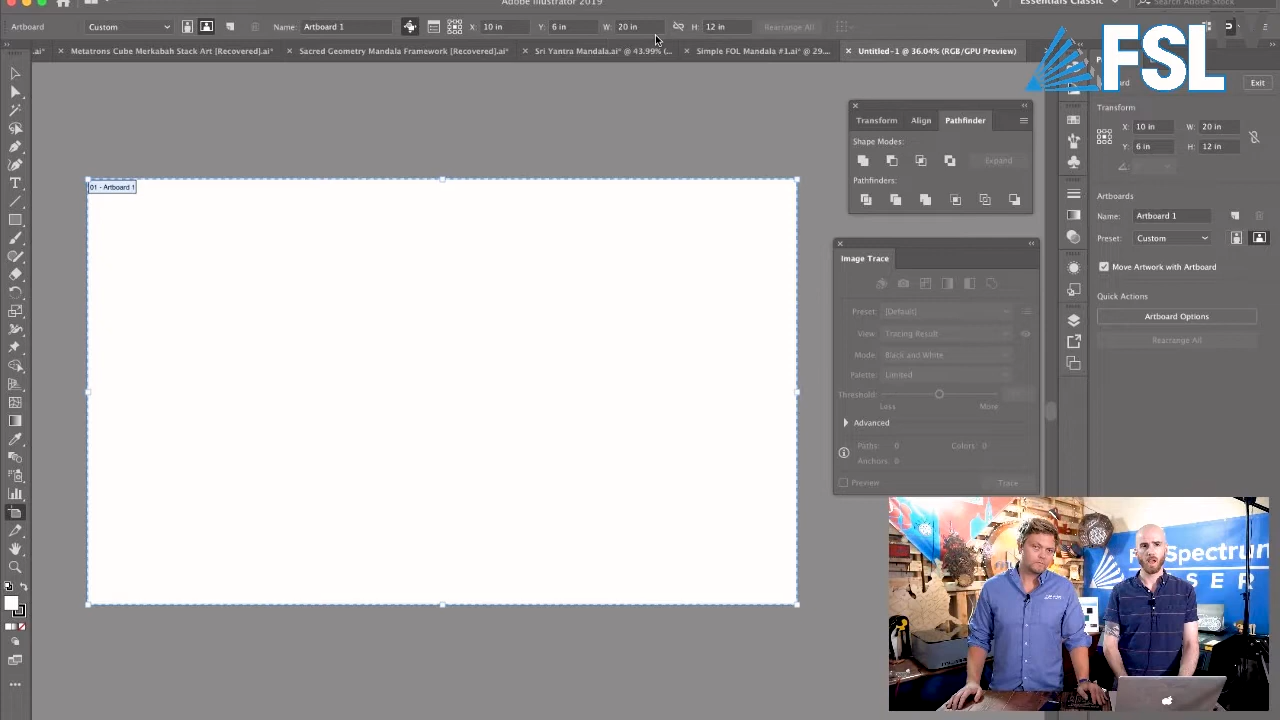 Adobe Illustrator 2019
Essentials Classic
Search Adobe Stock
Artboard
Custom
Name: Artboard 1
X: 10 in
Y: 6 in
W: 20 in
H: 12 in
Rearrange All
.ai*
Metatrons Cube Merkabah Stack Art [Recovered].ai*
Sacred Geometry Mandala Framework [Recovered].ai*
Sri Yantra Mandala.ai* @ 43.99% (...
Simple FOL Mandala #1.ai* @ 29....
Untitled-1 @ 36.04% (RGB/GPU Preview)
FSL
Exit
Transform
X: 10 in
W: 20 in
Y: 6 in
H: 12 in
Artboards
Name: Artboard 1
Preset: Custom
Move Artwork with Artboard
Quick Actions
Artboard Options
Rearrange All
Transform
Align
Pathfinder
Shape Modes:
Expand
Pathfinders:
Image Trace
Preset: [Default]
View: Tracing Result
Mode: Black and White
Palette: Limited
Threshold:
Less
More
Advanced
Paths: 0
Colors: 0
Anchors: 0
Preview
Trace
01 - Artboard 1
Spectrum
SER